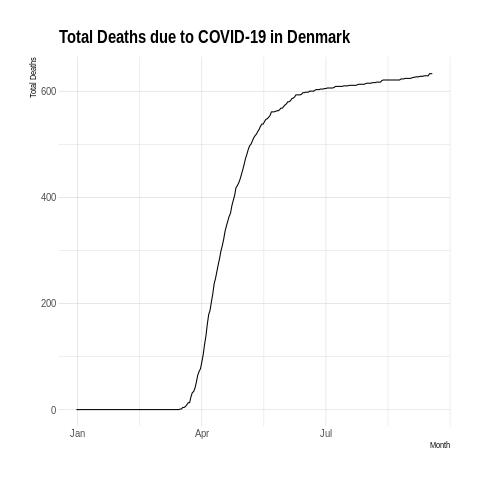 Total Deaths due to COVID-19 in Denmark
Total Deaths
600
400
200
0
Jan
Apr
Jul
Month